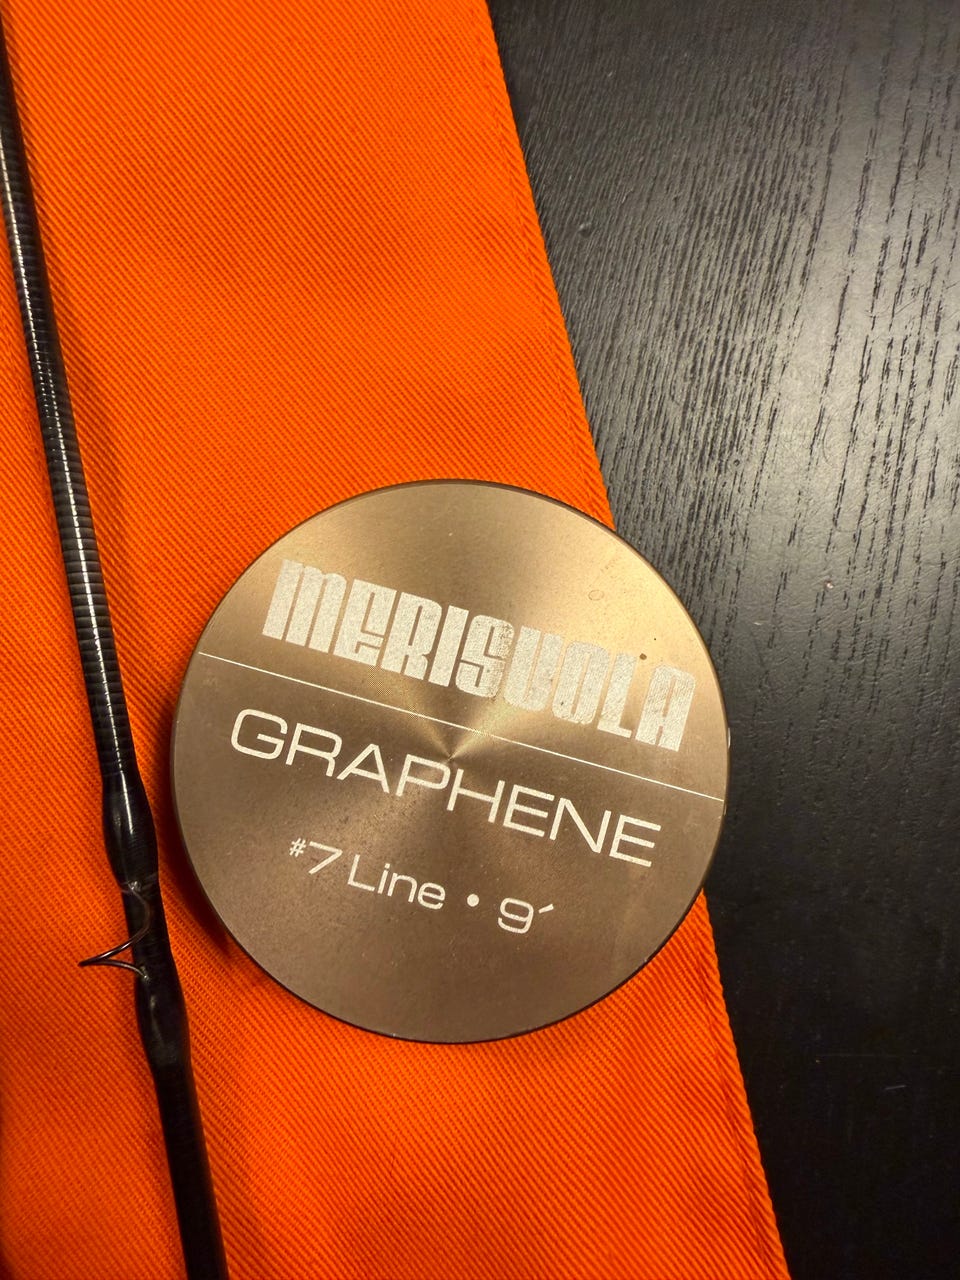 MERISUOLA
GRAPHENE
#7 Line • 9′